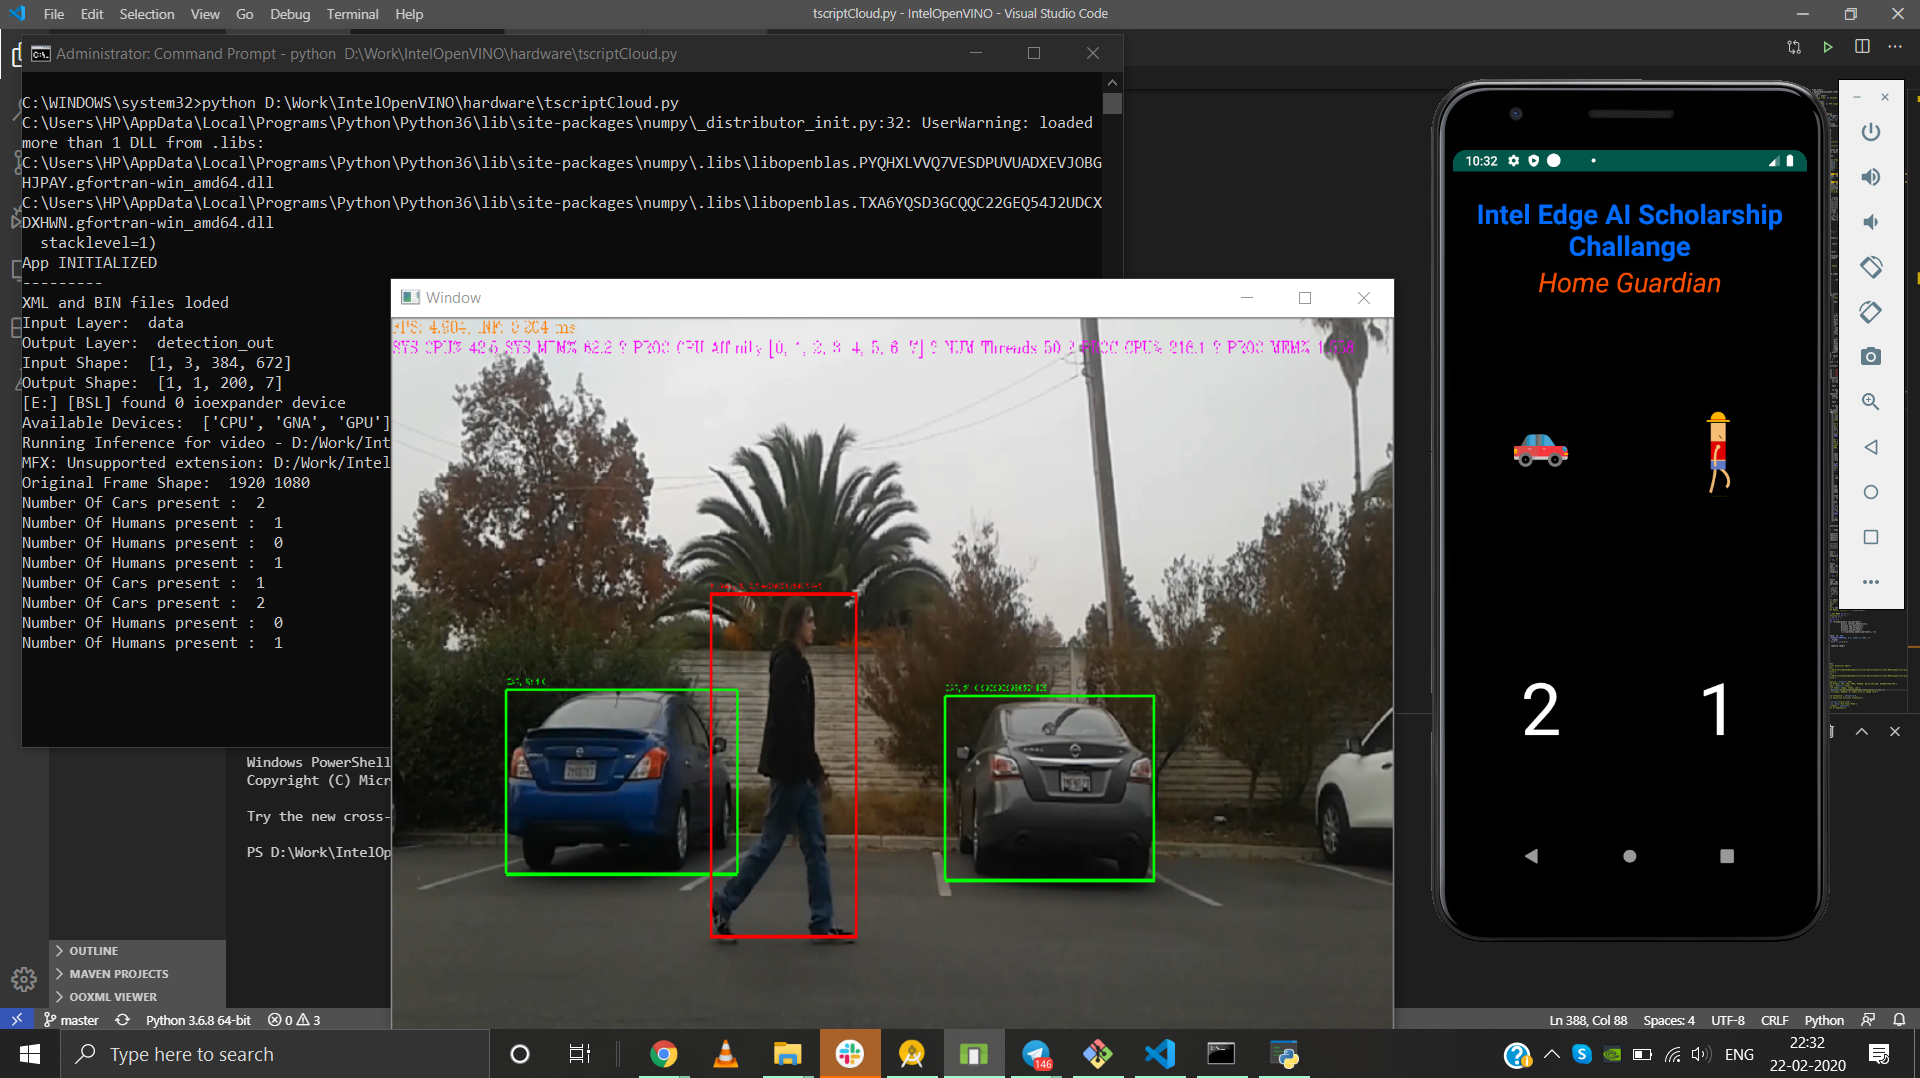 File Edit Selection View Go Debug Terminal Help
tscriptCloud.py - IntelOpenVINO - Visual Studio Code
Administrator: Command Prompt - python D:\Work\IntelOpenVINO\hardware\tscriptCloud.py
C:\WINDOWS\system32>python D:\Work\IntelOpenVINO\hardware\tscriptCloud.py
C:\Users\HP\AppData\Local\Programs\Python\Python36\lib\site-packages\numpy\_distributor_init.py:32: UserWarning: loaded
more than 1 DLL from .libs:
C:\Users\HP\AppData\Local\Programs\Python\Python36\lib\site-packages\numpy\.libs\libopenblas.PYQHXLVVQ7VESDPUVUADXEVJOBG
HJPAY.gfortran-win_amd64.dll
C:\Users\HP\AppData\Local\Programs\Python\Python36\lib\site-packages\numpy\.libs\libopenblas.TXA6YQSD3GCQQC22GEQ54J2UDCX
DXHWN.gfortran-win_amd64.dll
stacklevel=1)
App INITIALIZED
---------
XML and BIN files loded
Input Layer: data
Output Layer: detection_out
Input Shape: [1, 3, 384, 672]
Output Shape: [1, 1, 200, 7]
[E:] [BSL] found 0 ioexpander device
Available Devices: ['CPU', 'GNA', 'GPU']
Running Inference for video - D:/Work/Int
MFX: Unsupported extension: D:/Work/Intel
Original Frame Shape: 1920 1080
Number Of Cars present : 2
Number Of Humans present : 1
Number Of Humans present : 0
Number Of Humans present : 1
Number Of Cars present : 1
Number Of Cars present : 2
Number Of Humans present : 0
Number Of Humans present : 1
Window
Windows PowerShell
Copyright (C) Micr
Try the new cross-
PS D:\Work\IntelOp
OUTLINE
MAVEN PROJECTS
OOXML VIEWER
10:32
Intel Edge AI Scholarship
Challange
Home Guardian
2 1
master Python 3.6.8 64-bit 0 3
Ln 388, Col 88 Spaces: 4 UTF-8 CRLF Python
Type here to search
146
ENG
22:32
22-02-2020